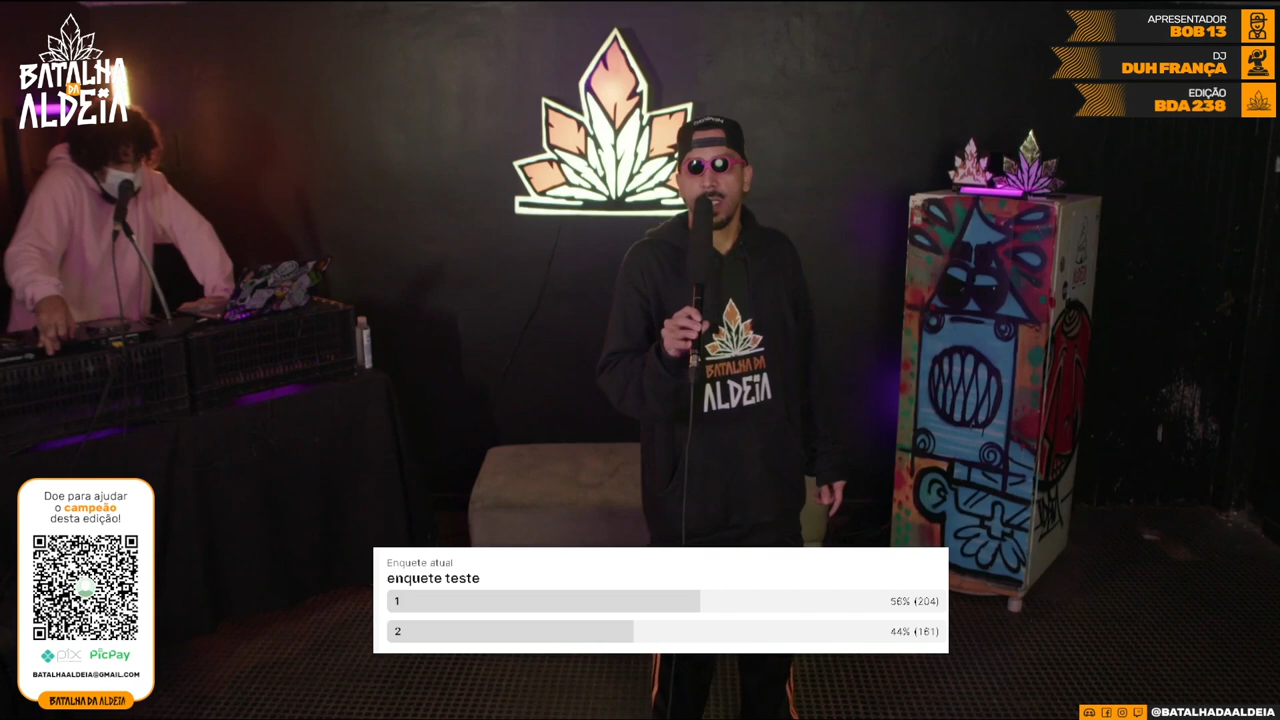 BATALHA
DA
ALDEIA
APRESENTADOR
BOB 13
DJ
DUH FRANÇA
EDIÇÃO
BDA 238
BATALHA DA
ALDEIA
Doe para ajudar
o campeão
desta edição!
pix PicPay
BATALHAALDEIA@GMAIL.COM
BATALHA DA ALDEIA
Enquete atual
enquete teste
1 56% (204)
2 44% (161)
@BATALHADAALDEIA